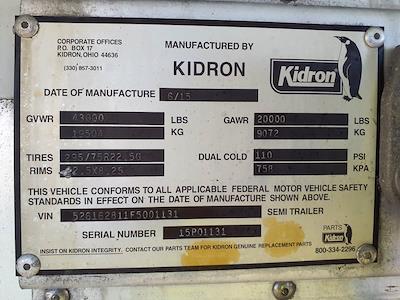 CORPORATE OFFICES
P.O. BOX 17
KIDRON, OHIO 44636
(330) 857-3011
MANUFACTURED BY
KIDRON
Kidron
DATE OF MANUFACTURE 6/15
GVWR 43000 LBS GAWR 20000 LBS
19504 KG 9072 KG
TIRES 295/75R22.5G DUAL COLD 110 PSI
RIMS 22.5X8.25 758 KPA
THIS VEHICLE CONFORMS TO ALL APPLICABLE FEDERAL MOTOR VEHICLE SAFETY
STANDARDS IN EFFECT ON THE DATE OF MANUFACTURE SHOWN ABOVE.
VIN 526162811F5001131 SEMI TRAILER
SERIAL NUMBER 15P01131
PARTS
Kidron
800-334-2296
INSIST ON KIDRON INTEGRITY. CONTACT OUR PARTS TEAM FOR KIDRON GENUINE REPLACEMENT PARTS